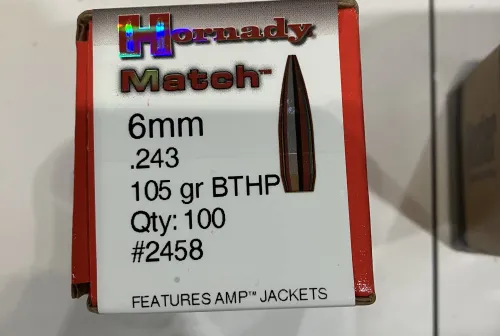 Hornady
Match™
6mm
.243
105 gr BTHP
Qty: 100
#2458
FEATURES AMP™ JACKETS